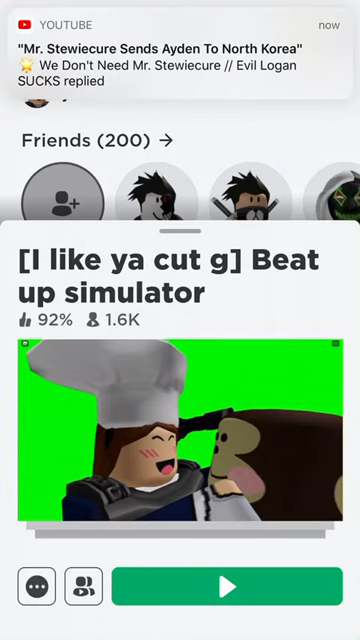 YOUTUBE now
"Mr. Stewiecure Sends Ayden To North Korea"
🌟 We Don't Need Mr. Stewiecure // Evil Logan
SUCKS replied
Friends (200) →
[I like ya cut g] Beat
up simulator
92% 1.6K